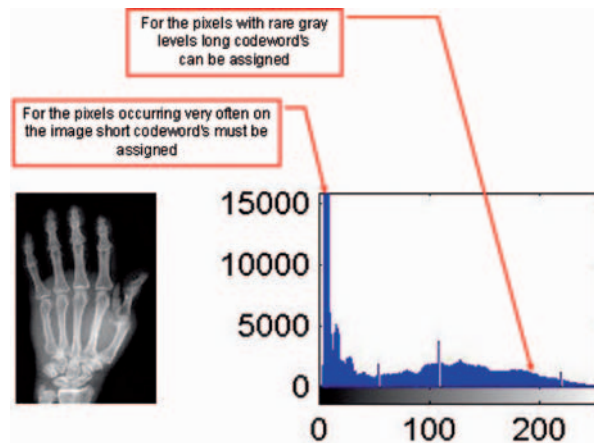 For the pixels with rare gray
levels long codeword's
can be assigned
For the pixels occurring very often on
the image short codeword's must be
assigned
15000
10000
5000
0
0 100 200